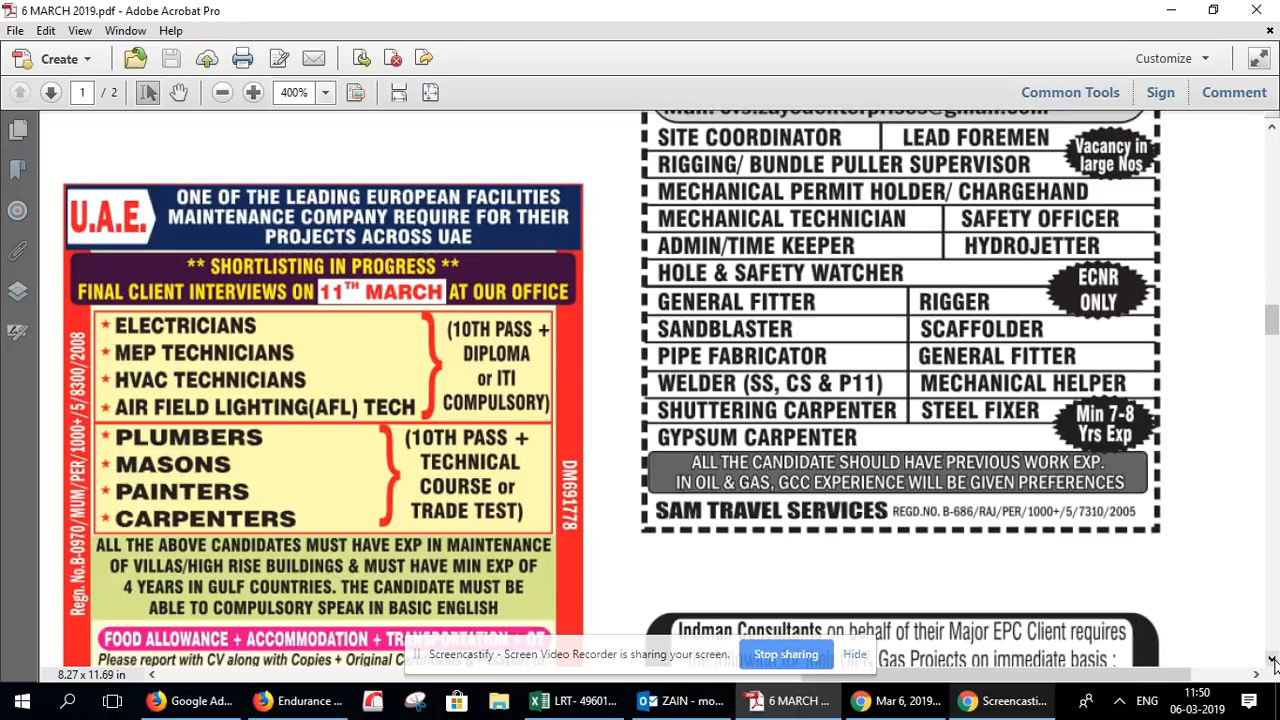 6 MARCH 2019.pdf - Adobe Acrobat Pro
File Edit View Window Help
Create
Customize
1 / 2
400%
Common Tools Sign Comment
U.A.E.
ONE OF THE LEADING EUROPEAN FACILITIES
MAINTENANCE COMPANY REQUIRE FOR THEIR
PROJECTS ACROSS UAE
** SHORTLISTING IN PROGRESS **
FINAL CLIENT INTERVIEWS ON 11TH MARCH AT OUR OFFICE
Regn. No.B-0970/MUM/PER/1000+/5/8300/2008
★ ELECTRICIANS
★ MEP TECHNICIANS
★ HVAC TECHNICIANS
★ AIR FIELD LIGHTING(AFL) TECH
(10TH PASS +
DIPLOMA
or ITI
COMPULSORY)
★ PLUMBERS
★ MASONS
★ PAINTERS
★ CARPENTERS
(10TH PASS +
TECHNICAL
COURSE or
TRADE TEST)
DM691778
ALL THE ABOVE CANDIDATES MUST HAVE EXP IN MAINTENANCE
OF VILLAS/HIGH RISE BUILDINGS & MUST HAVE MIN EXP OF
4 YEARS IN GULF COUNTRIES. THE CANDIDATE MUST BE
ABLE TO COMPULSORY SPEAK IN BASIC ENGLISH
FOOD ALLOWANCE + ACCOMMODATION + TRANSPORTATION + OT
Please report with CV along with Copies + Original
SITE COORDINATOR LEAD FOREMEN
Vacancy in
large Nos
RIGGING/ BUNDLE PULLER SUPERVISOR
MECHANICAL PERMIT HOLDER/ CHARGEHAND
MECHANICAL TECHNICIAN SAFETY OFFICER
ADMIN/TIME KEEPER HYDROJETTER
HOLE & SAFETY WATCHER
ECNR
ONLY
GENERAL FITTER RIGGER
SANDBLASTER SCAFFOLDER
PIPE FABRICATOR GENERAL FITTER
WELDER (SS, CS & P11) MECHANICAL HELPER
SHUTTERING CARPENTER STEEL FIXER
Min 7-8
Yrs Exp
GYPSUM CARPENTER
ALL THE CANDIDATE SHOULD HAVE PREVIOUS WORK EXP.
IN OIL & GAS, GCC EXPERIENCE WILL BE GIVEN PREFERENCES
SAM TRAVEL SERVICES REGD.NO. B-686/RAJ/PER/1000+/5/7310/2005
Indman Consultants on behalf of their Major EPC Client requires
Gas Projects on immediate basis :
Screencastify - Screen Video Recorder is sharing your screen. Stop sharing Hide
8.27 x 11.69 in
Google Ad... Endurance ... LRT- 49601... ZAIN - mo... 6 MARCH ... Mar 6, 2019... Screencasti...
ENG
11:50
06-03-2019